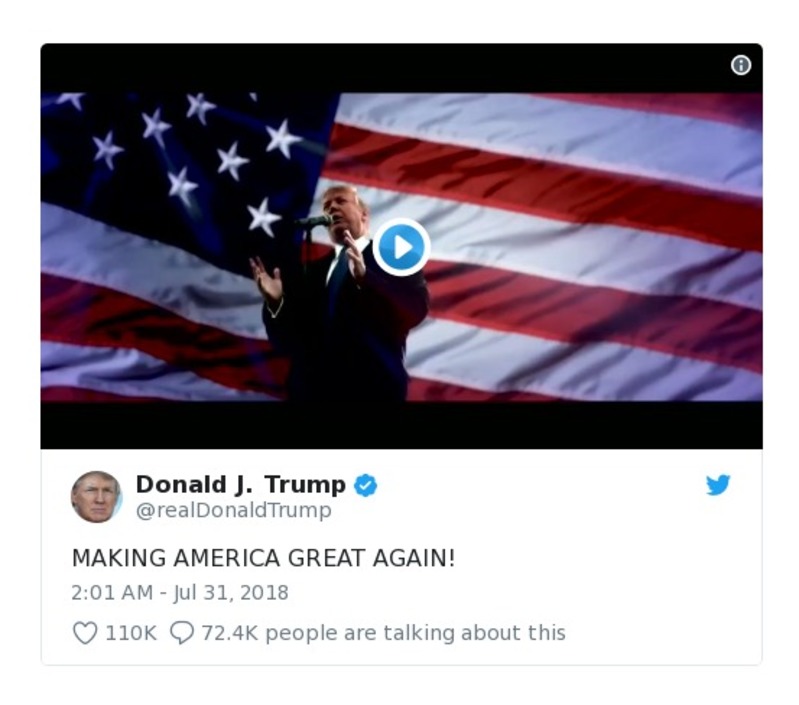 Donald J. Trump
@realDonaldTrump
MAKING AMERICA GREAT AGAIN!
2:01 AM - Jul 31, 2018
110K 72.4K people are talking about this